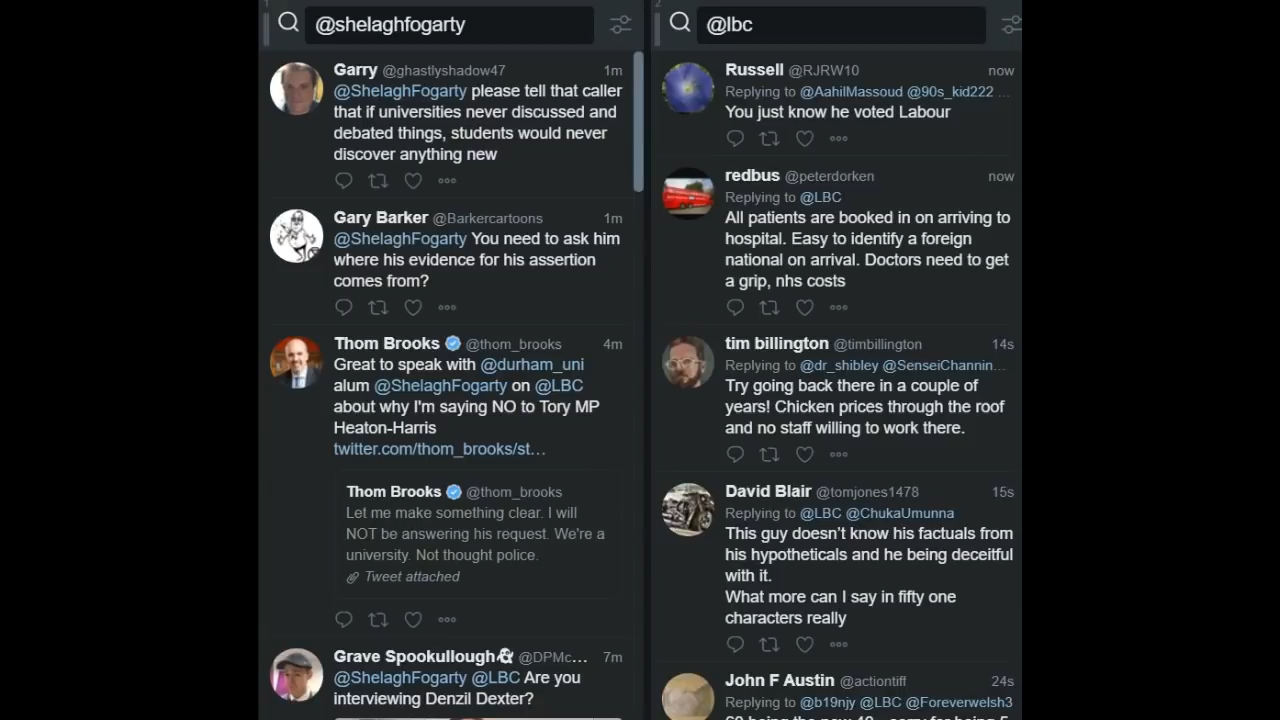 @shelaghfogarty
Garry @ghastlyshadow47 1m
@ShelaghFogarty please tell that caller
that if universities never discussed and
debated things, students would never
discover anything new
Gary Barker @Barkercartoons 1m
@ShelaghFogarty You need to ask him
where his evidence for his assertion
comes from?
Thom Brooks @thom_brooks 4m
Great to speak with @durham_uni
alum @ShelaghFogarty on @LBC
about why I'm saying NO to Tory MP
Heaton-Harris
twitter.com/thom_brooks/st…
Thom Brooks @thom_brooks
Let me make something clear. I will
NOT be answering his request. We're a
university. Not thought police.
Tweet attached
Grave Spookullough @DPMc... 7m
@ShelaghFogarty @LBC Are you
interviewing Denzil Dexter?
2
@lbc
Russell @RJRW10 now
Replying to @AahilMassoud @90s_kid222 ...
You just know he voted Labour
redbus @peterdorken now
Replying to @LBC
All patients are booked in on arriving to
hospital. Easy to identify a foreign
national on arrival. Doctors need to get
a grip, nhs costs
tim billington @timbillington 14s
Replying to @dr_shibley @SenseiChannin...
Try going back there in a couple of
years! Chicken prices through the roof
and no staff willing to work there.
David Blair @tomjones1478 15s
Replying to @LBC @ChukaUmunna
This guy doesn't know his factuals from
his hypotheticals and he being deceitful
with it.
What more can I say in fifty one
characters really
John F Austin @actiontiff 24s
Replying to @b19njy @LBC @Foreverwelsh3